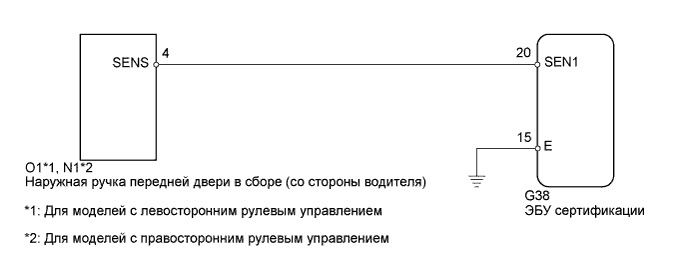 4
20
SENS
SEN1
15
E
O1*1, N1*2
Наружная ручка передней двери в сборе (со стороны водителя)
G38
ЭБУ сертификации
*1: Для моделей с левосторонним рулевым управлением
*2: Для моделей с правосторонним рулевым управлением